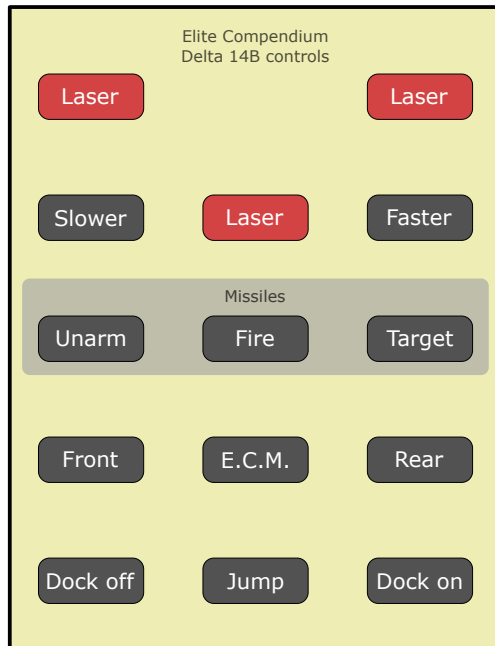 Elite Compendium
Delta 14B controls
Laser Laser
Slower Laser Faster
Missiles
Unarm Fire Target
Front E.C.M. Rear
Dock off Jump Dock on